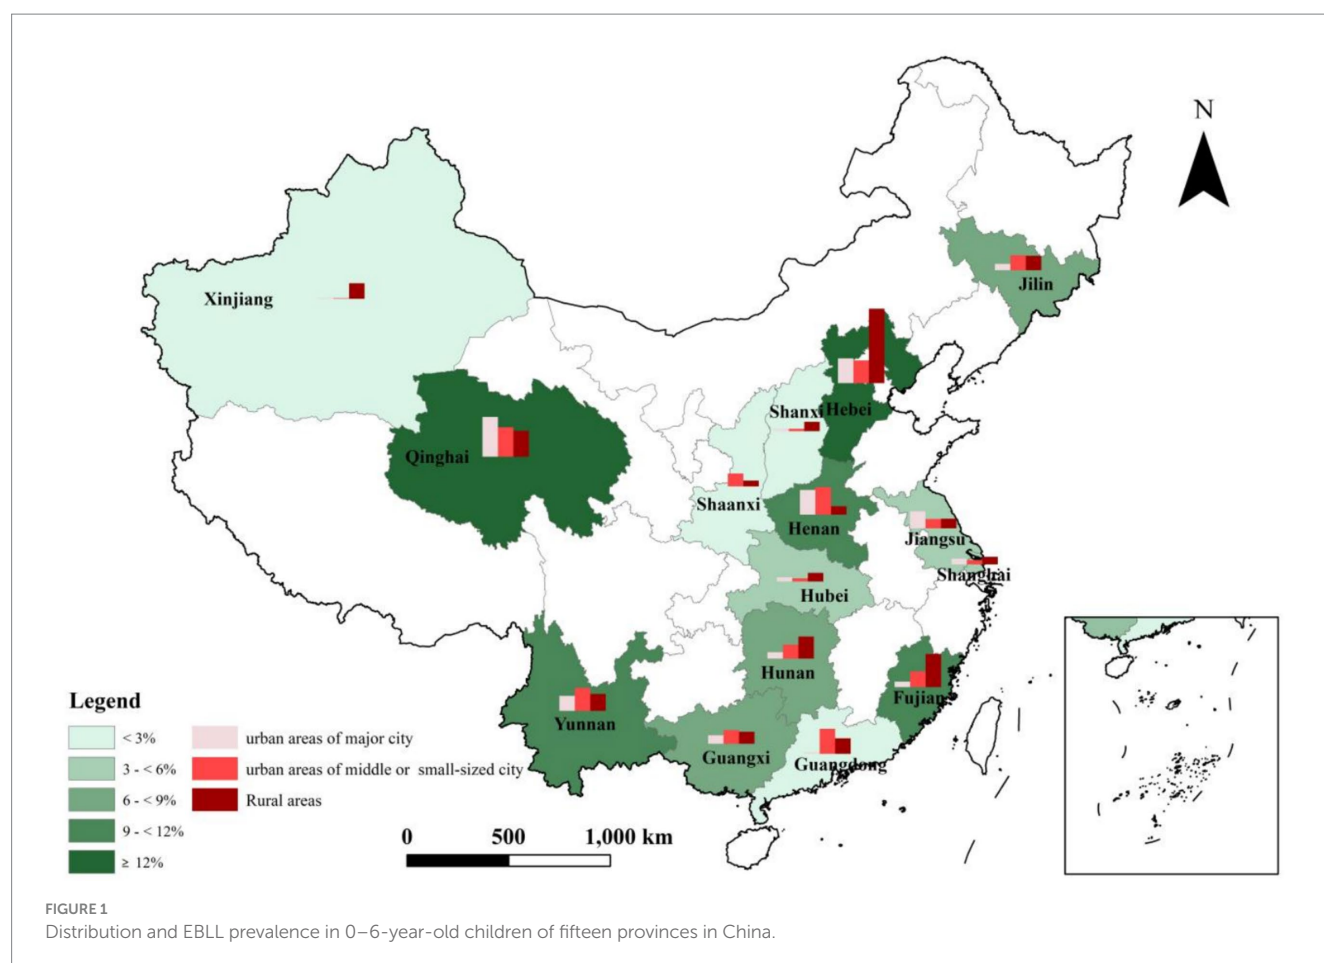 N
Xinjiang
Jilin
Shanxi
Hebei
Qinghai
Shaanxi
Henan
Jiangsu
Shanghai
Hubei
Hunan
Fujian
Yunnan
Guangxi
Guangdong
Legend
< 3%
urban areas of major city
3 - < 6%
urban areas of middle or small-sized city
6 - < 9%
Rural areas
9 - < 12%
≥ 12%
0 500 1,000 km
FIGURE 1
Distribution and EBLL prevalence in 0–6-year-old children of fifteen provinces in China.